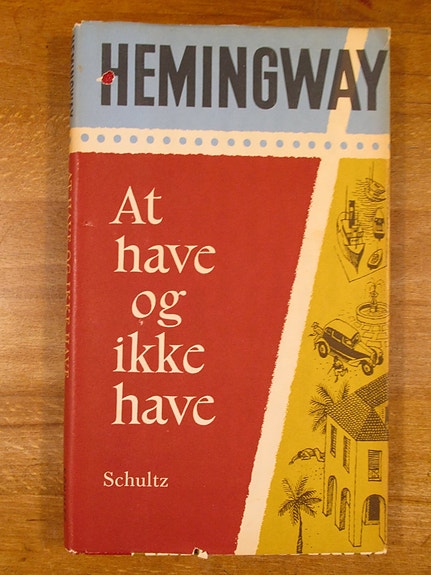 HEMINGWAY
At
have
og
ikke
have
Schultz